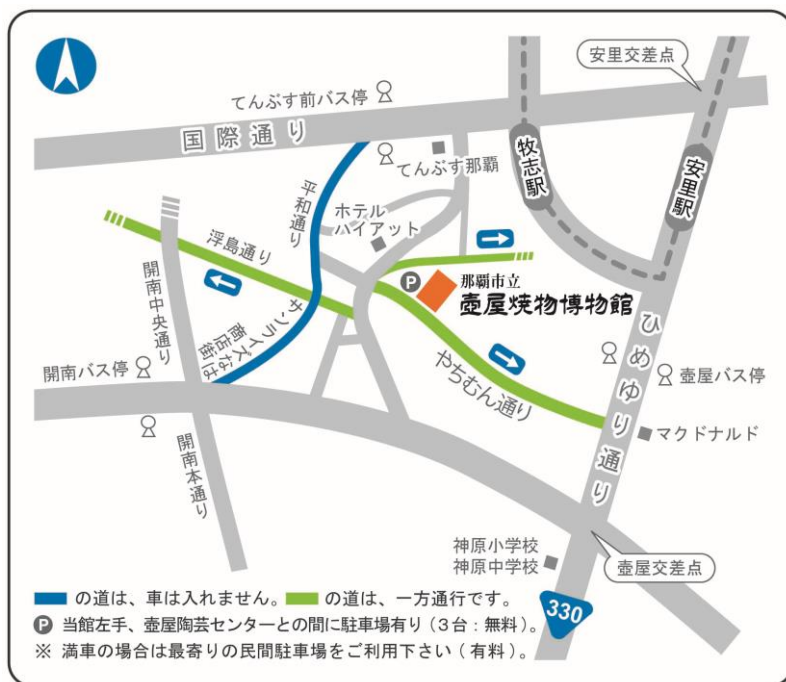 安里交差点
てんぶす前バス停
国際通り
てんぶす那覇
牧志駅
安里駅
平和通り
ホテル
ハイアット
浮島通り
P
那覇市立
壺屋焼物博物館
開南中央通り
サンライズな
商店街は
やちむん通り
ひめゆり通り
開南バス停
壺屋バス停
マクドナルド
開南本通り
神原小学校
神原中学校
壺屋交差点
330
の道は、車は入れません。 の道は、一方通行です。
P 当館左手、壺屋陶芸センターとの間に駐車場有り(3台:無料)。
※ 満車の場合は最寄りの民間駐車場をご利用下さい(有料)。